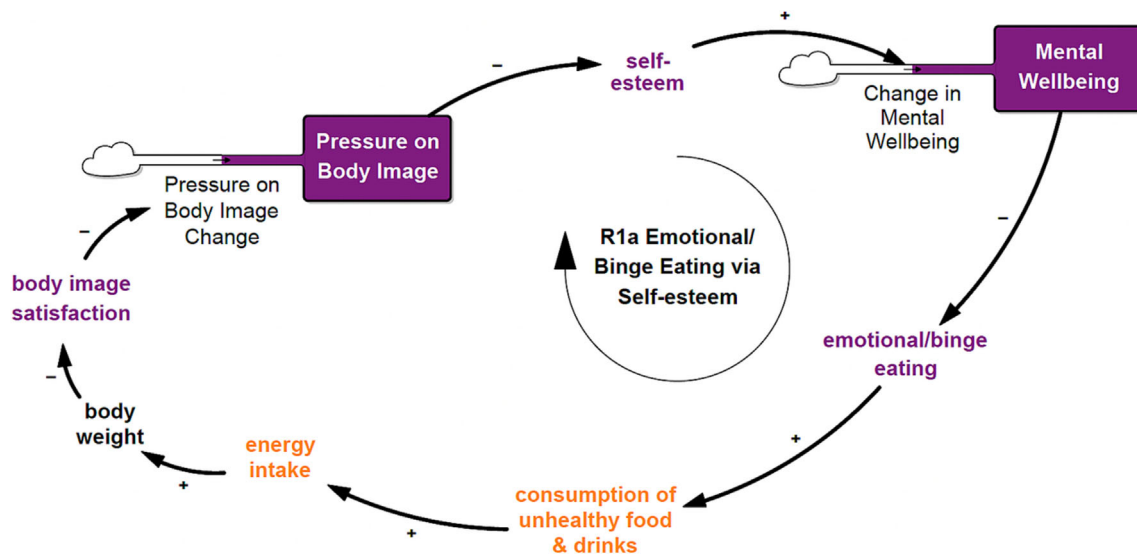 +
self-
esteem
−
Mental
Wellbeing
Change in
Mental
Wellbeing
Pressure on
Body Image
Pressure on
Body Image
Change
−
−
R1a Emotional/
Binge Eating via
Self-esteem
body image
satisfaction
emotional/binge
eating
−
body
weight
+
energy
intake
+
consumption of
unhealthy food
& drinks
+